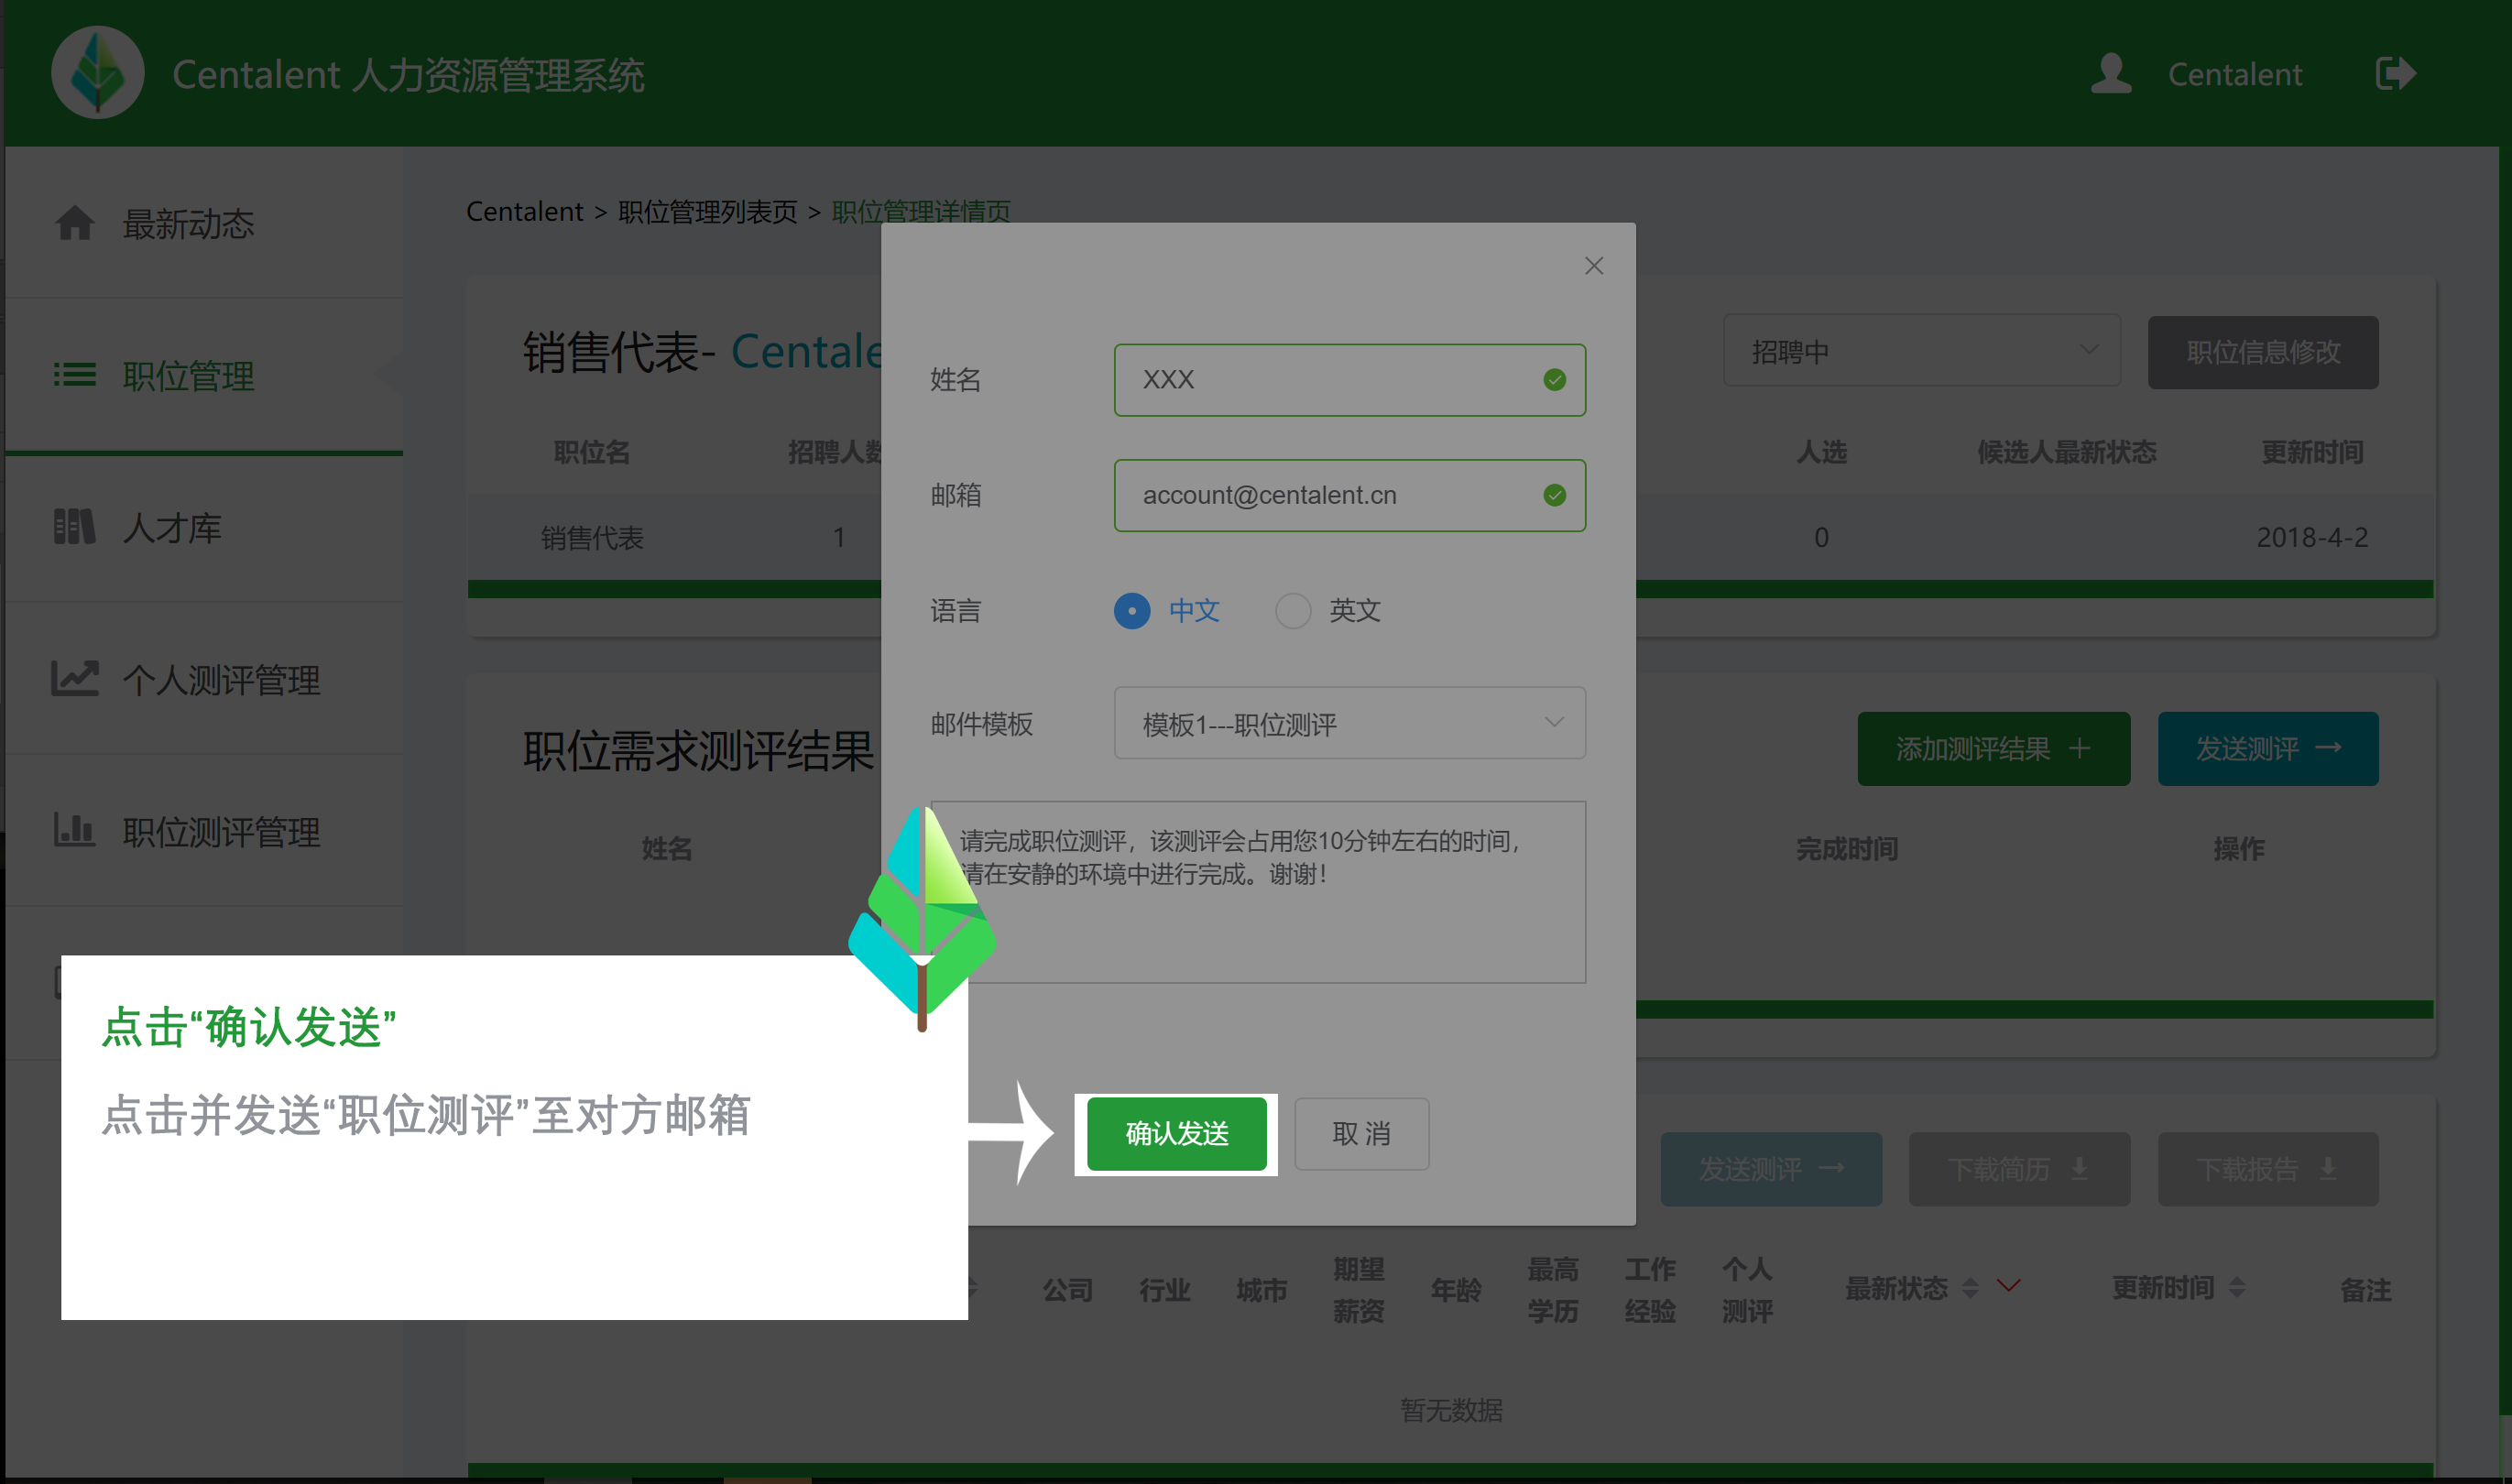 Centalent 人力资源管理系统
Centalent
最新动态
职位管理
人才库
个人测评管理
职位测评管理
Centalent > 职位管理列表页 > 职位管理详情页
销售代表- Centale
招聘中
职位信息修改
职位名
招聘人数
人选
候选人最新状态
更新时间
销售代表
1
0
2018-4-2
职位需求测评结果
添加测评结果
发送测评
姓名
完成时间
操作
姓名
XXX
邮箱
account@centalent.cn
语言
中文
英文
邮件模板
模板1---职位测评
请完成职位测评，该测评会占用您10分钟左右的时间，
请在安静的环境中进行完成。谢谢！
确认发送
取 消
点击“确认发送”
点击并发送“职位测评”至对方邮箱
发送测评
下载简历
下载报告
公司
行业
城市
期望
薪资
年龄
最高
学历
工作
经验
个人
测评
最新状态
更新时间
备注
暂无数据